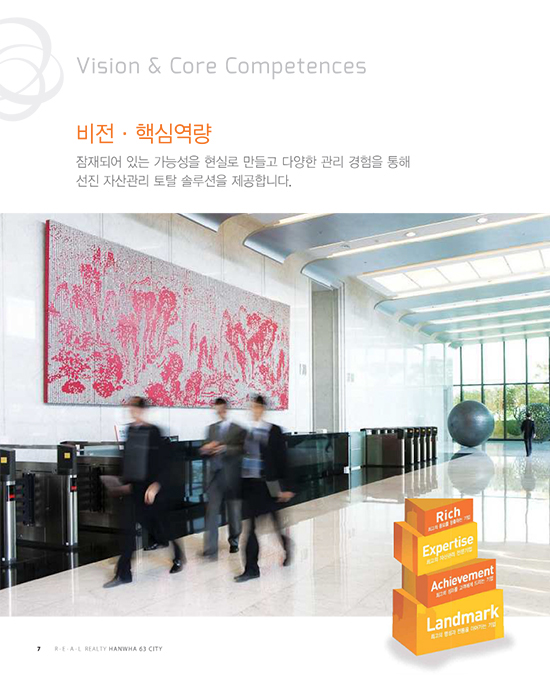 Vision & Core Competences
비전 · 핵심역량
잠재되어 있는 가능성을 현실로 만들고 다양한 관리 경험을 통해
선진 자산관리 토탈 솔루션을 제공합니다.
Rich
Expertise
Achievement
Landmark
7 R·E·A·L REALTY HANWHA 63 CITY